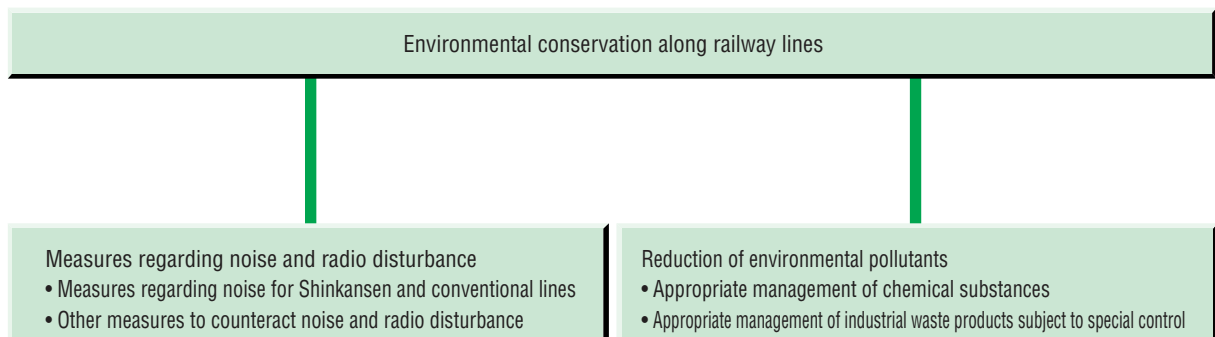 Environmental conservation along railway lines
Measures regarding noise and radio disturbance
• Measures regarding noise for Shinkansen and conventional lines
• Other measures to counteract noise and radio disturbance
Reduction of environmental pollutants
• Appropriate management of chemical substances
• Appropriate management of industrial waste products subject to special control